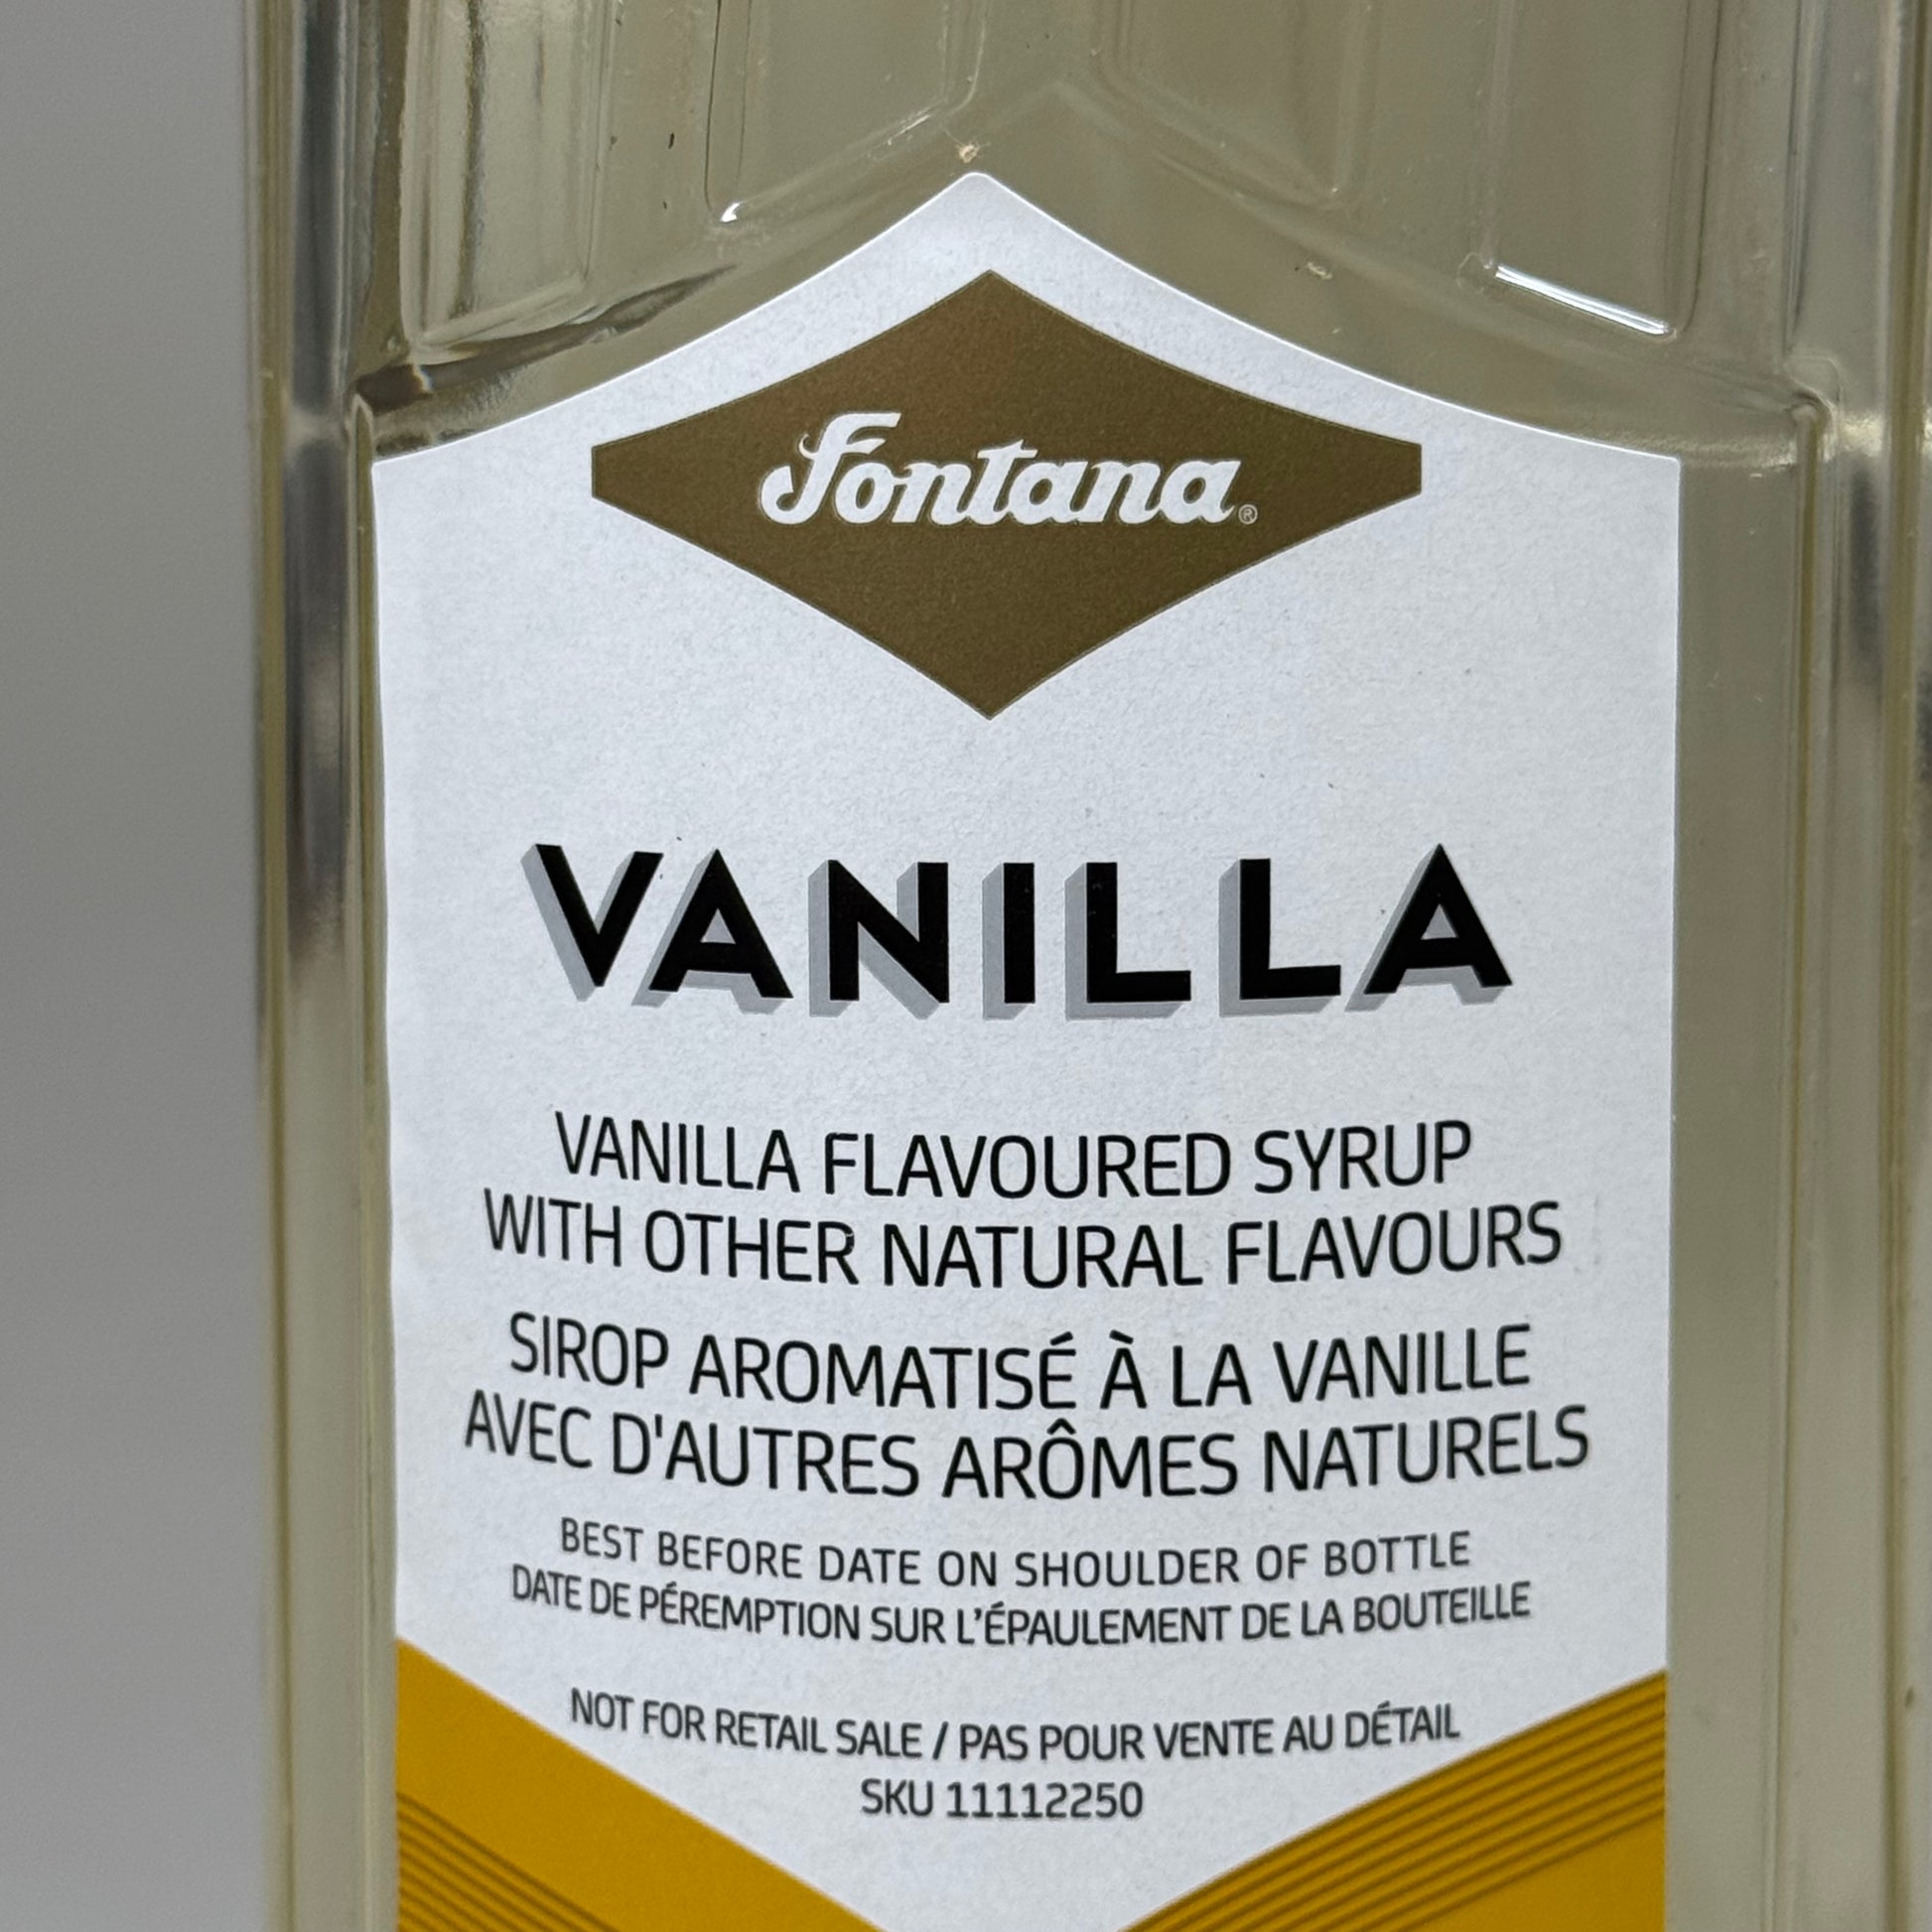 Fontana®
VANILLA
VANILLA FLAVOURED SYRUP
WITH OTHER NATURAL FLAVOURS
SIROP AROMATISÉ À LA VANILLE
AVEC D'AUTRES ARÔMES NATURELS
BEST BEFORE DATE ON SHOULDER OF BOTTLE
DATE DE PÉREMPTION SUR L’ÉPAULEMENT DE LA BOUTEILLE
NOT FOR RETAIL SALE / PAS POUR VENTE AU DÉTAIL
SKU 11112250